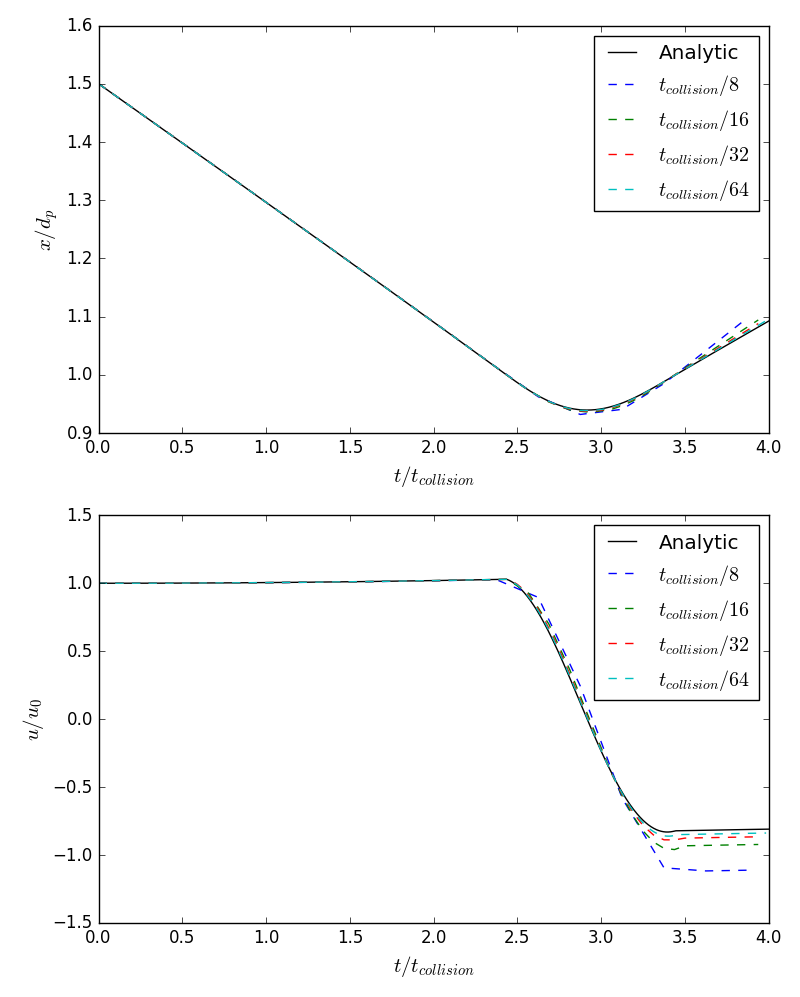 1.6
1.5
1.4
1.3
1.2
1.1
1.0
0.9
x/d_p
Analytic
t_collision/8
t_collision/16
t_collision/32
t_collision/64
0.0 0.5 1.0 1.5 2.0 2.5 3.0 3.5 4.0
t/t_collision
1.5
1.0
0.5
0.0
−0.5
−1.0
−1.5
u/u_0
Analytic
t_collision/8
t_collision/16
t_collision/32
t_collision/64
0.0 0.5 1.0 1.5 2.0 2.5 3.0 3.5 4.0
t/t_collision